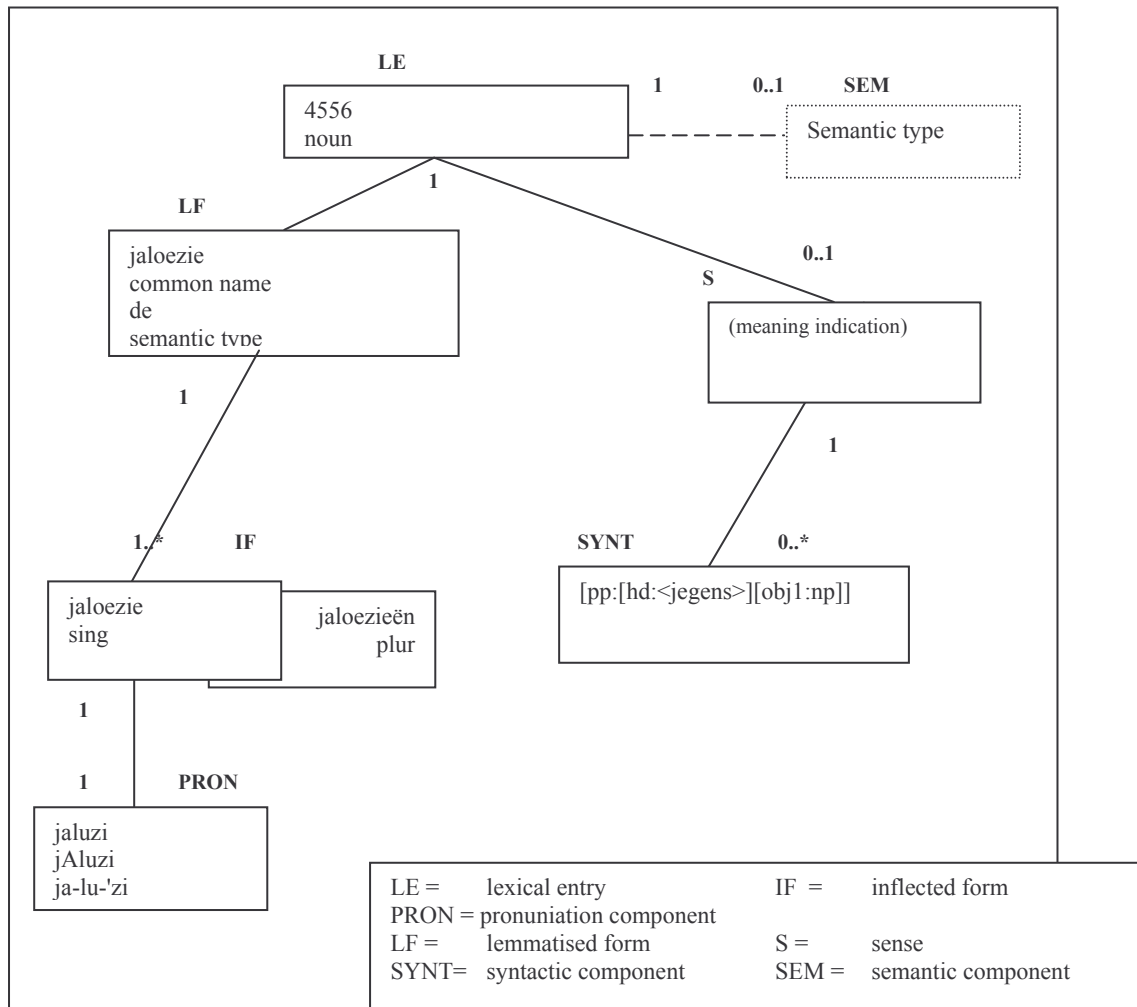 LE
1 0..1 SEM
4556
noun
Semantic type
1
LF
jaloezie
common name
de
semantic type
0..1
S
(meaning indication)
1
1
1..* IF
SYNT 0..*
jaloezie
sing
jaloezieën
plur
[pp:[hd:<jegens>][obj1:np]]
1
1 PRON
jaluzi
jAluzi
ja-lu-'zi
LE = lexical entry IF = inflected form
PRON = pronuniation component
LF = lemmatised form S = sense
SYNT= syntactic component SEM = semantic component